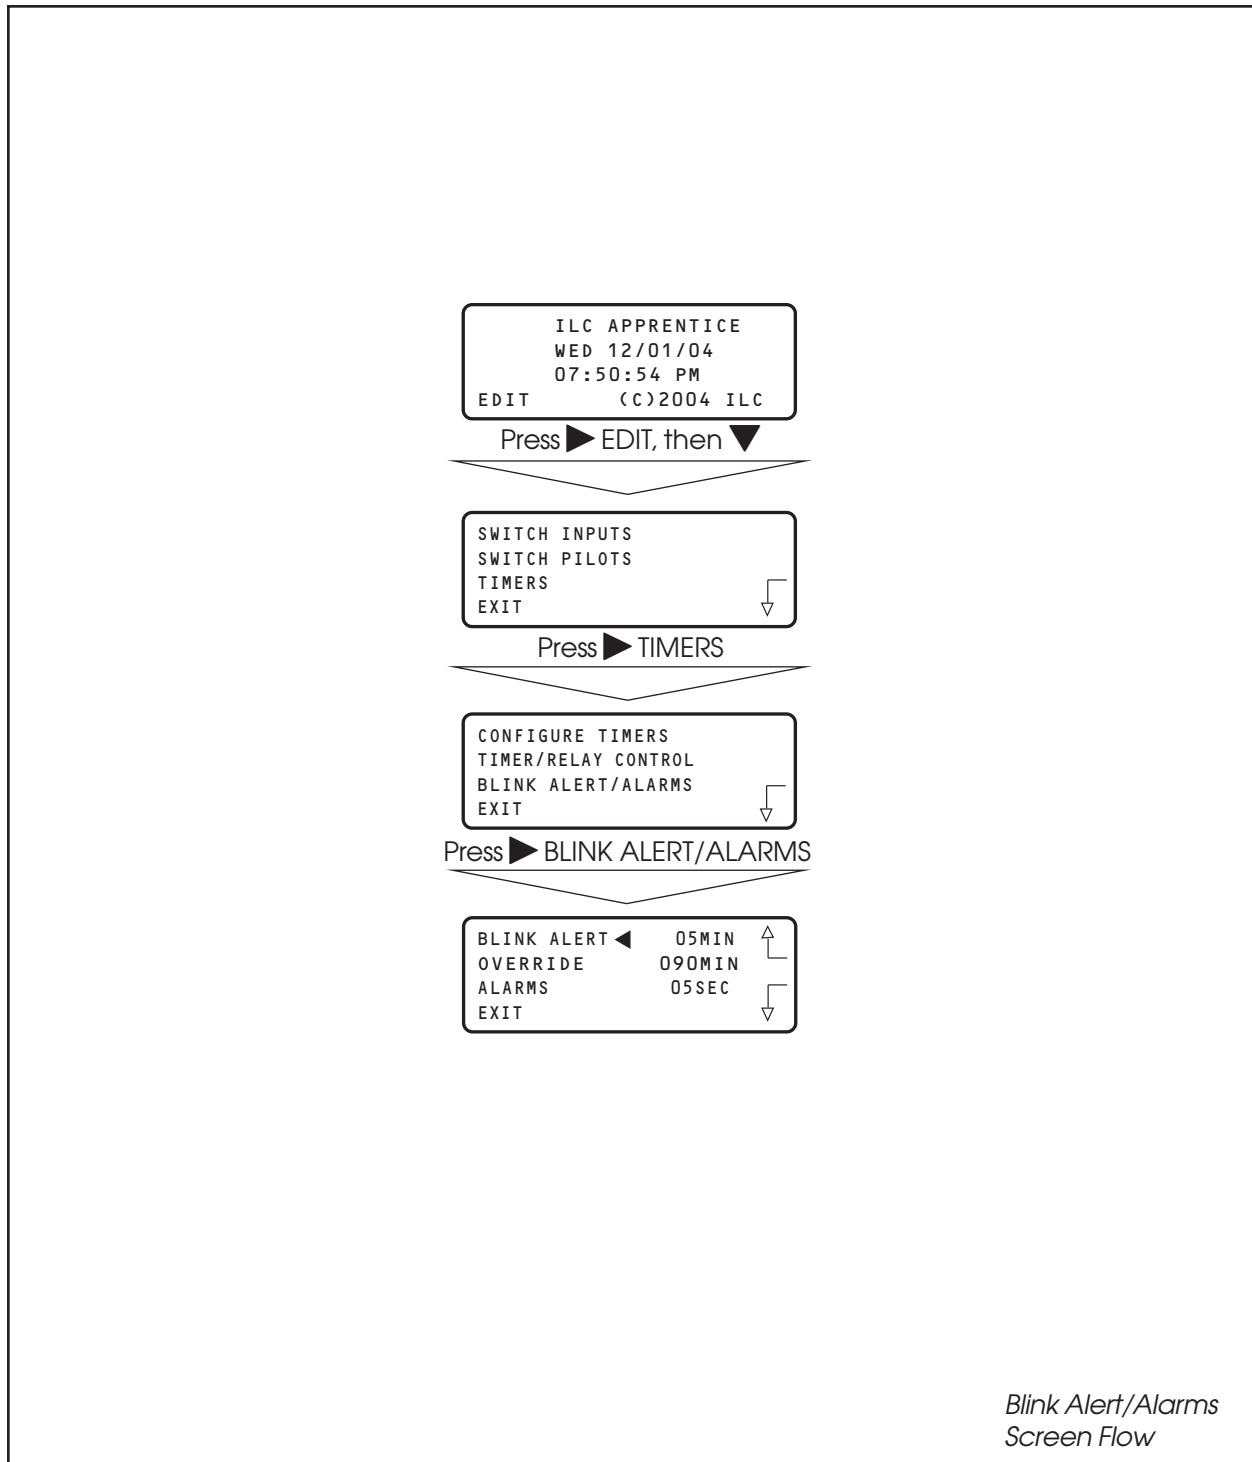 ILC APPRENTICE
WED 12/01/04
07:50:54 PM
EDIT (C)2004 ILC
Press ▶ EDIT, then ▼
SWITCH INPUTS
SWITCH PILOTS
TIMERS
EXIT
Press ▶ TIMERS
CONFIGURE TIMERS
TIMER/RELAY CONTROL
BLINK ALERT/ALARMS
EXIT
Press ▶ BLINK ALERT/ALARMS
BLINK ALERT ◀ 05MIN
OVERRIDE 090MIN
ALARMS 05SEC
EXIT
Blink Alert/Alarms
Screen Flow